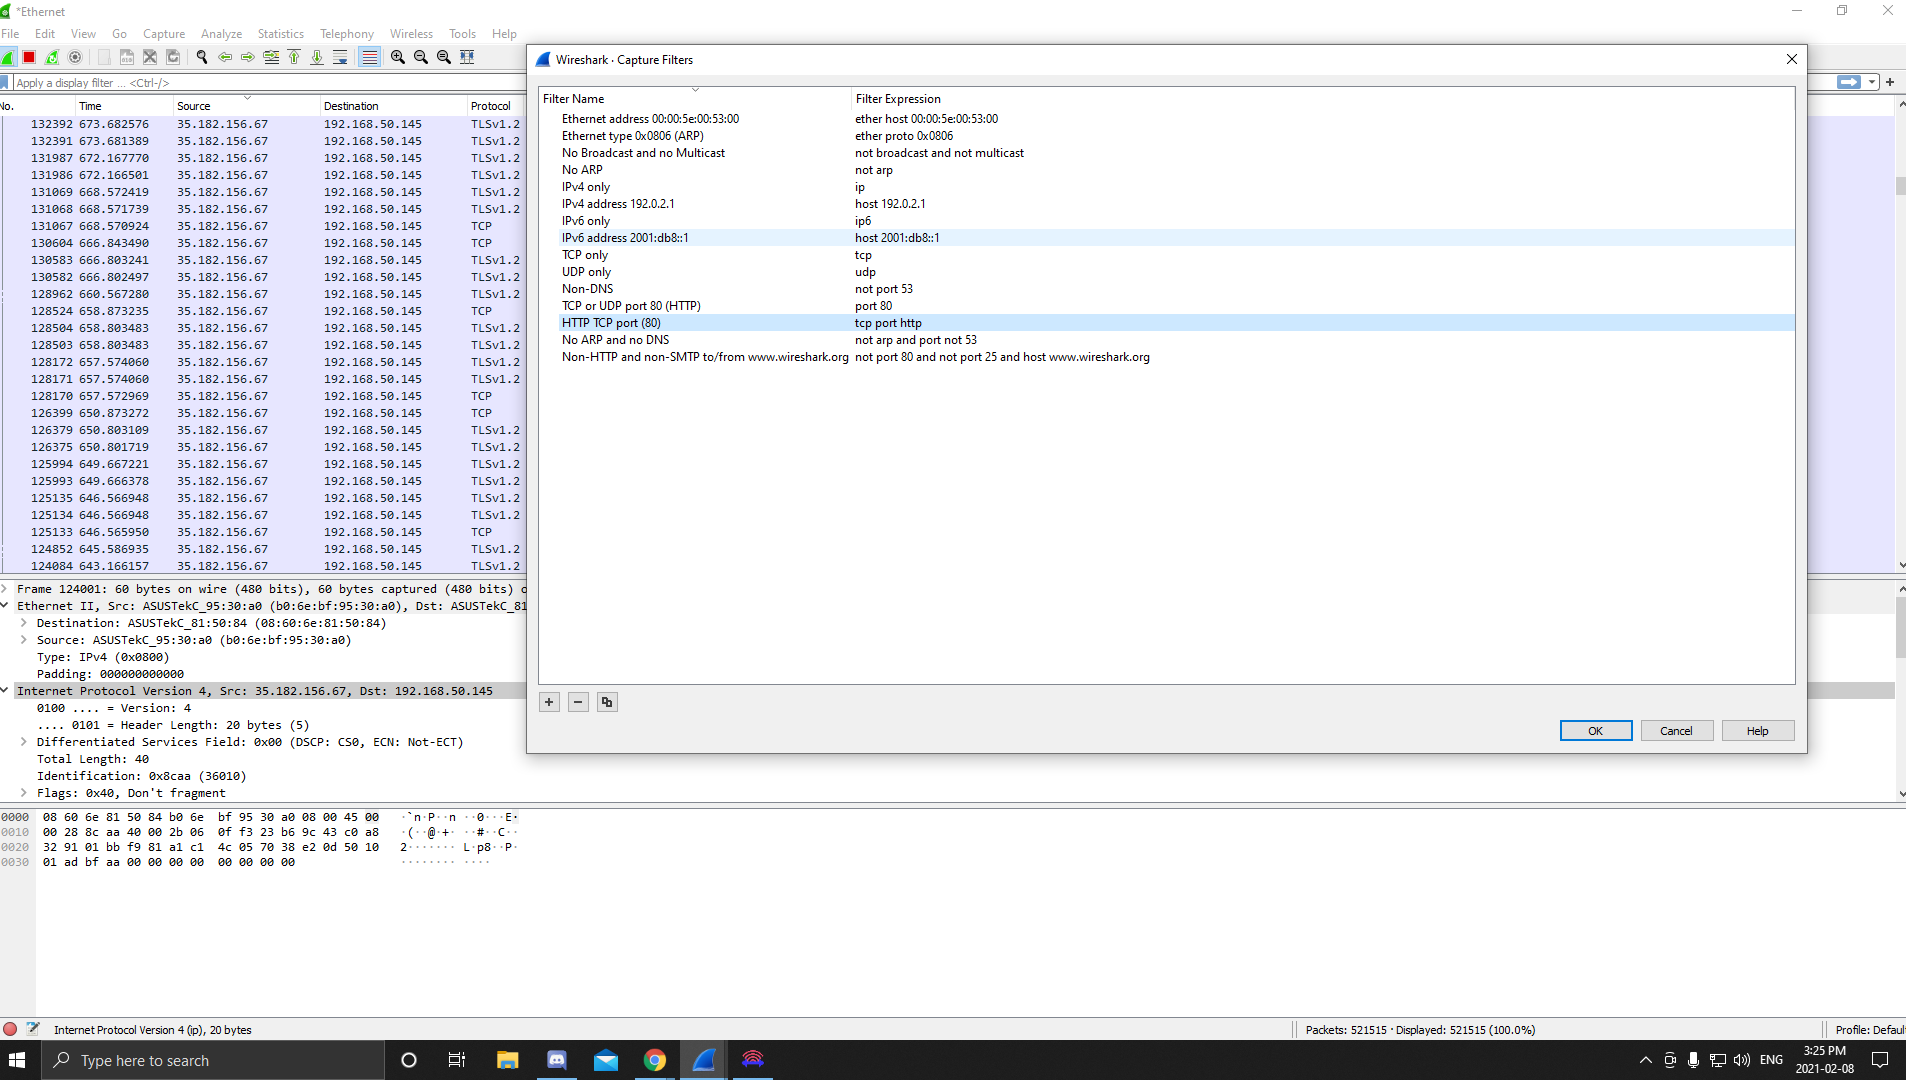 *Ethernet
File Edit View Go Capture Analyze Statistics Telephony Wireless Tools Help
Apply a display filter ... <Ctrl-/>
No. Time Source Destination Protocol
132392 673.682576 35.182.156.67 192.168.50.145 TLSv1.2
132391 673.681389 35.182.156.67 192.168.50.145 TLSv1.2
131987 672.167770 35.182.156.67 192.168.50.145 TLSv1.2
131986 672.166501 35.182.156.67 192.168.50.145 TLSv1.2
131069 668.572419 35.182.156.67 192.168.50.145 TLSv1.2
131068 668.571739 35.182.156.67 192.168.50.145 TLSv1.2
131067 668.570924 35.182.156.67 192.168.50.145 TCP
130604 666.843490 35.182.156.67 192.168.50.145 TCP
130583 666.803241 35.182.156.67 192.168.50.145 TLSv1.2
130582 666.802497 35.182.156.67 192.168.50.145 TLSv1.2
128962 660.567280 35.182.156.67 192.168.50.145 TLSv1.2
128524 658.873235 35.182.156.67 192.168.50.145 TCP
128504 658.803483 35.182.156.67 192.168.50.145 TLSv1.2
128503 658.803483 35.182.156.67 192.168.50.145 TLSv1.2
128172 657.574060 35.182.156.67 192.168.50.145 TLSv1.2
128171 657.574060 35.182.156.67 192.168.50.145 TLSv1.2
128170 657.572969 35.182.156.67 192.168.50.145 TCP
126399 650.873272 35.182.156.67 192.168.50.145 TCP
126379 650.803109 35.182.156.67 192.168.50.145 TLSv1.2
126375 650.801719 35.182.156.67 192.168.50.145 TLSv1.2
125994 649.667221 35.182.156.67 192.168.50.145 TLSv1.2
125993 649.666378 35.182.156.67 192.168.50.145 TLSv1.2
125135 646.566948 35.182.156.67 192.168.50.145 TLSv1.2
125134 646.566948 35.182.156.67 192.168.50.145 TLSv1.2
125133 646.565950 35.182.156.67 192.168.50.145 TCP
124852 645.586935 35.182.156.67 192.168.50.145 TLSv1.2
124084 643.166157 35.182.156.67 192.168.50.145 TLSv1.2
Frame 124001: 60 bytes on wire (480 bits), 60 bytes captured (480 bits) o
Ethernet II, Src: ASUSTekC_95:30:a0 (b0:6e:bf:95:30:a0), Dst: ASUSTekC_81
Destination: ASUSTekC_81:50:84 (08:60:6e:81:50:84)
Source: ASUSTekC_95:30:a0 (b0:6e:bf:95:30:a0)
Type: IPv4 (0x0800)
Padding: 000000000000
Internet Protocol Version 4, Src: 35.182.156.67, Dst: 192.168.50.145
0100 .... = Version: 4
.... 0101 = Header Length: 20 bytes (5)
Differentiated Services Field: 0x00 (DSCP: CS0, ECN: Not-ECT)
Total Length: 40
Identification: 0x8caa (36010)
Flags: 0x40, Don't fragment
0000 08 60 6e 81 50 84 b0 6e bf 95 30 a0 08 00 45 00 ·`n·P··n ··0···E·
0010 00 28 8c aa 40 00 2b 06 0f f3 23 b6 9c 43 c0 a8 ·(··@·+· ··#··C··
0020 32 91 01 bb f9 81 a1 c1 4c 05 70 38 e2 0d 50 10 2······· L·p8··P·
0030 01 ad bf aa 00 00 00 00 00 00 00 00 ········ ····
Internet Protocol Version 4 (ip), 20 bytes
Packets: 521515 · Displayed: 521515 (100.0%)
Profile: Defaul
Wireshark · Capture Filters
Filter Name Filter Expression
Ethernet address 00:00:5e:00:53:00 ether host 00:00:5e:00:53:00
Ethernet type 0x0806 (ARP) ether proto 0x0806
No Broadcast and no Multicast not broadcast and not multicast
No ARP not arp
IPv4 only ip
IPv4 address 192.0.2.1 host 192.0.2.1
IPv6 only ip6
IPv6 address 2001:db8::1 host 2001:db8::1
TCP only tcp
UDP only udp
Non-DNS not port 53
TCP or UDP port 80 (HTTP) port 80
HTTP TCP port (80) tcp port http
No ARP and no DNS not arp and port not 53
Non-HTTP and non-SMTP to/from www.wireshark.org not port 80 and not port 25 and host www.wireshark.org
OK Cancel Help
Type here to search
ENG
3:25 PM
2021-02-08